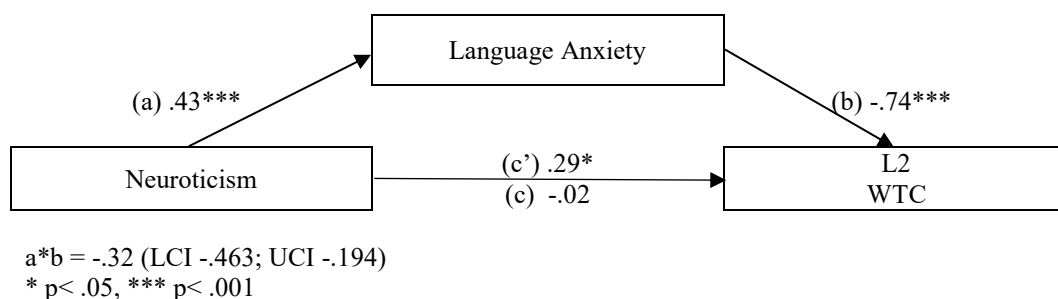 Language Anxiety
(a) .43***
(b) -.74***
Neuroticism
(c’) .29*
(c) -.02
L2
WTC
a*b = -.32 (LCI -.463; UCI -.194)
* p< .05, *** p< .001